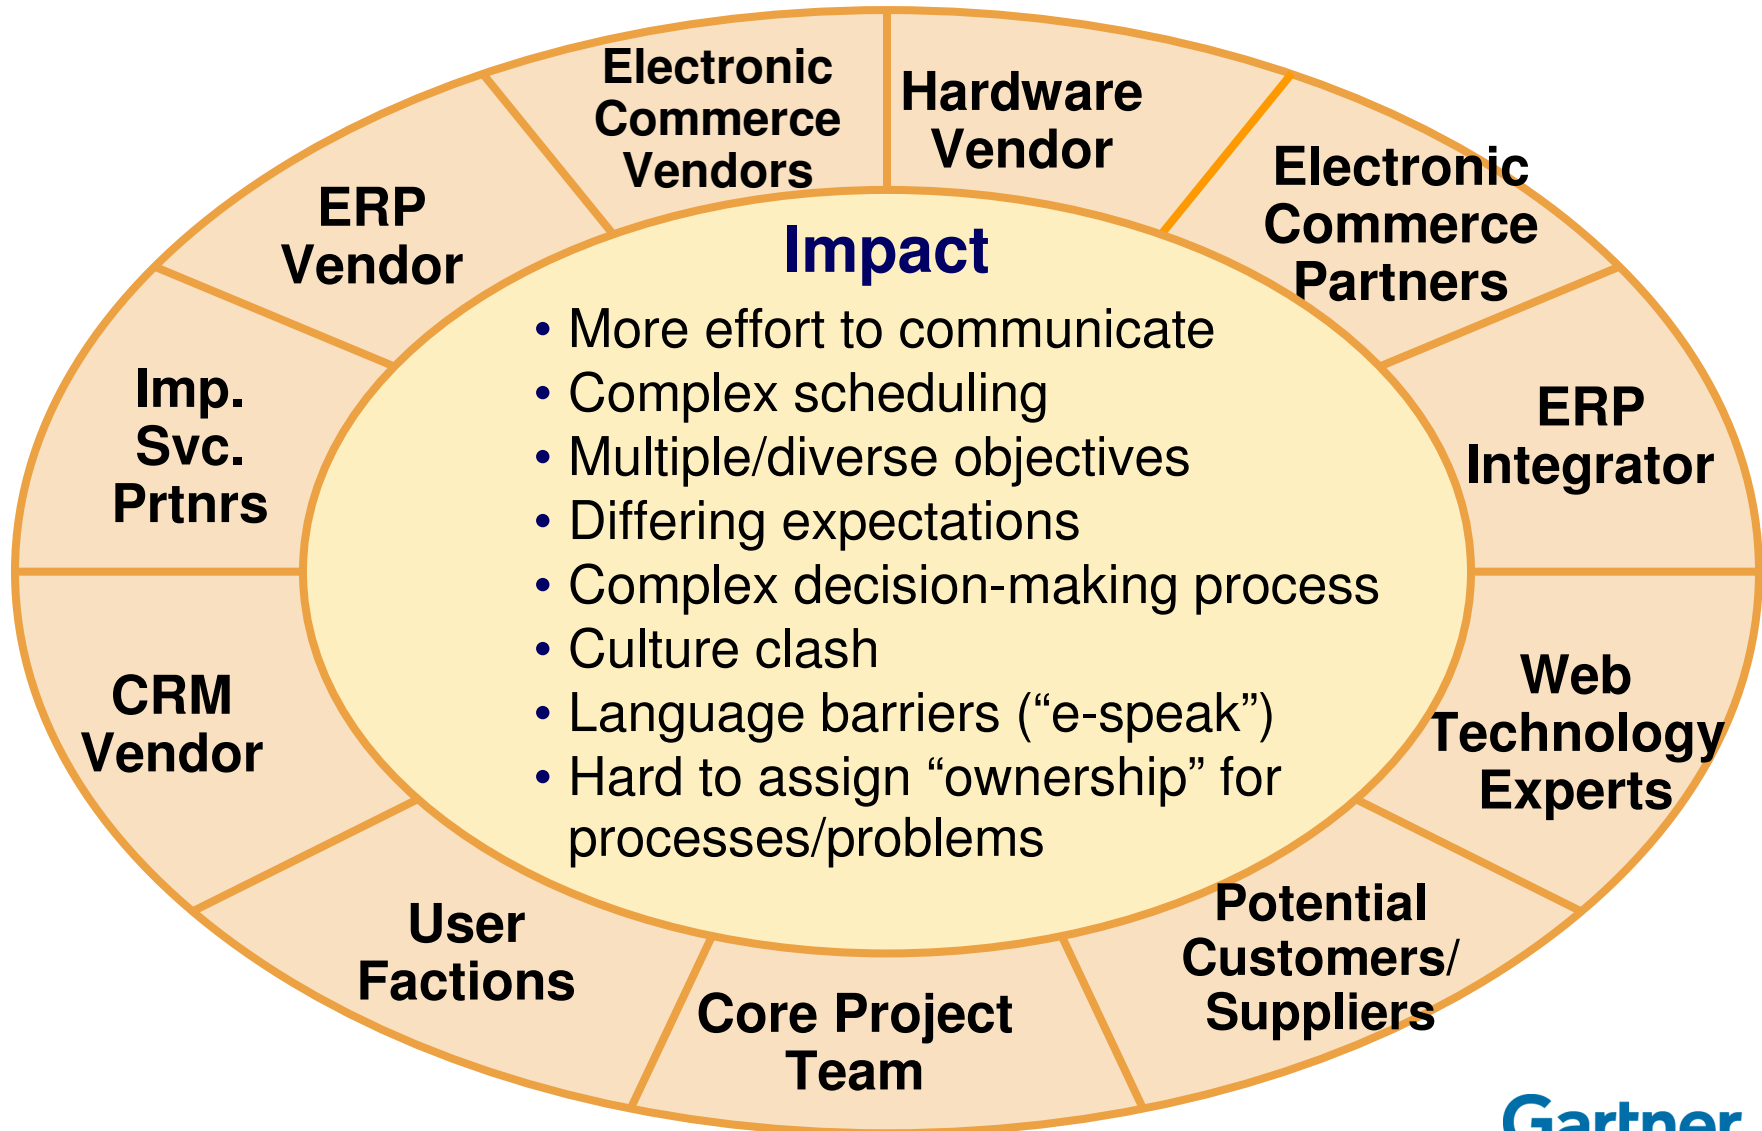 Electronic
Commerce
Vendors
Hardware
Vendor
Electronic
Commerce
Partners
ERP
Integrator
Web
Technology
Experts
Potential
Customers/
Suppliers
Core Project
Team
User
Factions
CRM
Vendor
Imp.
Svc.
Prtnrs
ERP
Vendor
Impact
• More effort to communicate
• Complex scheduling
• Multiple/diverse objectives
• Differing expectations
• Complex decision-making process
• Culture clash
• Language barriers (“e-speak”)
• Hard to assign “ownership” for
processes/problems
Gartner